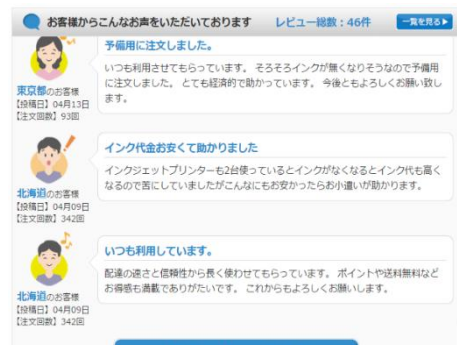 お客様からこんなお声をいただいております レビュー総数：46件 一覧を見る▶
予備用に注文しました。
いつも利用させてもらっています。 そろそろインクが無くなりそうなので予備用
に注文しました。 とても経済的で助かっています。 今後ともよろしくお願い致し
ます。
東京都のお客様
【投稿日】04月13日
【注文回数】93回
インク代金お安くて助かりました
インクジェットプリンターも2台使っているとインクがなくなるとインク代も高く
なるので苦にしていましたがこんなにもお安かったらお小遣いが助かります。
北海道のお客様
【投稿日】04月09日
【注文回数】342回
いつも利用しています。
配達の速さと信頼性から長く使わせてもらっています。 ポイントや送料無料など
お得感も満載でありがたいです。 これからもよろしくお願いします。
北海道のお客様
【投稿日】04月09日
【注文回数】342回